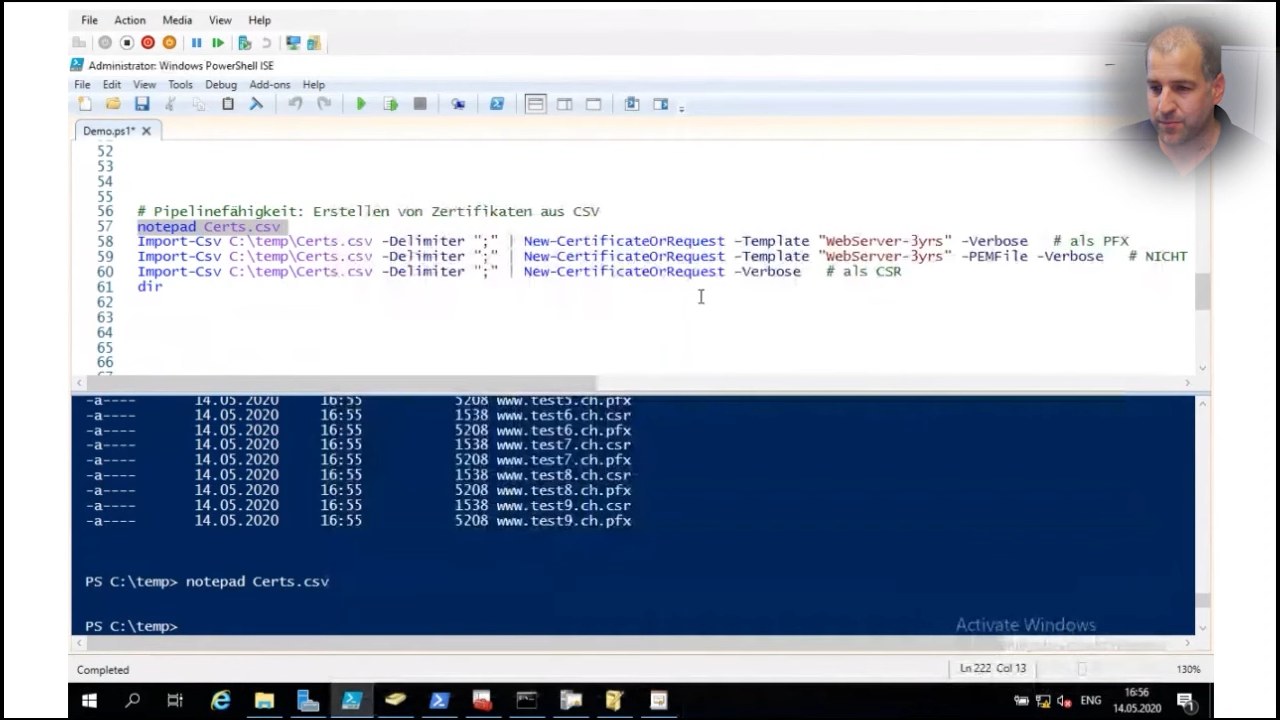 File Action Media View Help
Administrator: Windows PowerShell ISE
File Edit View Tools Debug Add-ons Help
Demo.ps1*
52
53
54
55
56 # Pipelinefähigkeit: Erstellen von Zertifikaten aus CSV
57 notepad Certs.csv
58 Import-Csv C:\temp\Certs.csv -Delimiter ";" | New-CertificateOrRequest -Template "WebServer-3yrs" -Verbose # als PFX
59 Import-Csv C:\temp\Certs.csv -Delimiter ";" | New-CertificateOrRequest -Template "WebServer-3yrs" -PEMFile -Verbose # NICHT
60 Import-Csv C:\temp\Certs.csv -Delimiter ";" | New-CertificateOrRequest -Verbose # als CSR
61 dir
62
63
64
65
66
-a---- 14.05.2020 16:55 5208 www.test5.ch.pfx
-a---- 14.05.2020 16:55 1538 www.test6.ch.csr
-a---- 14.05.2020 16:55 5208 www.test6.ch.pfx
-a---- 14.05.2020 16:55 1538 www.test7.ch.csr
-a---- 14.05.2020 16:55 5208 www.test7.ch.pfx
-a---- 14.05.2020 16:55 1538 www.test8.ch.csr
-a---- 14.05.2020 16:55 5208 www.test8.ch.pfx
-a---- 14.05.2020 16:55 1538 www.test9.ch.csr
-a---- 14.05.2020 16:55 5208 www.test9.ch.pfx
PS C:\temp> notepad Certs.csv
PS C:\temp>
Activate Windows
Completed Ln 222 Col 13 130%
ENG 16:56
14.05.2020